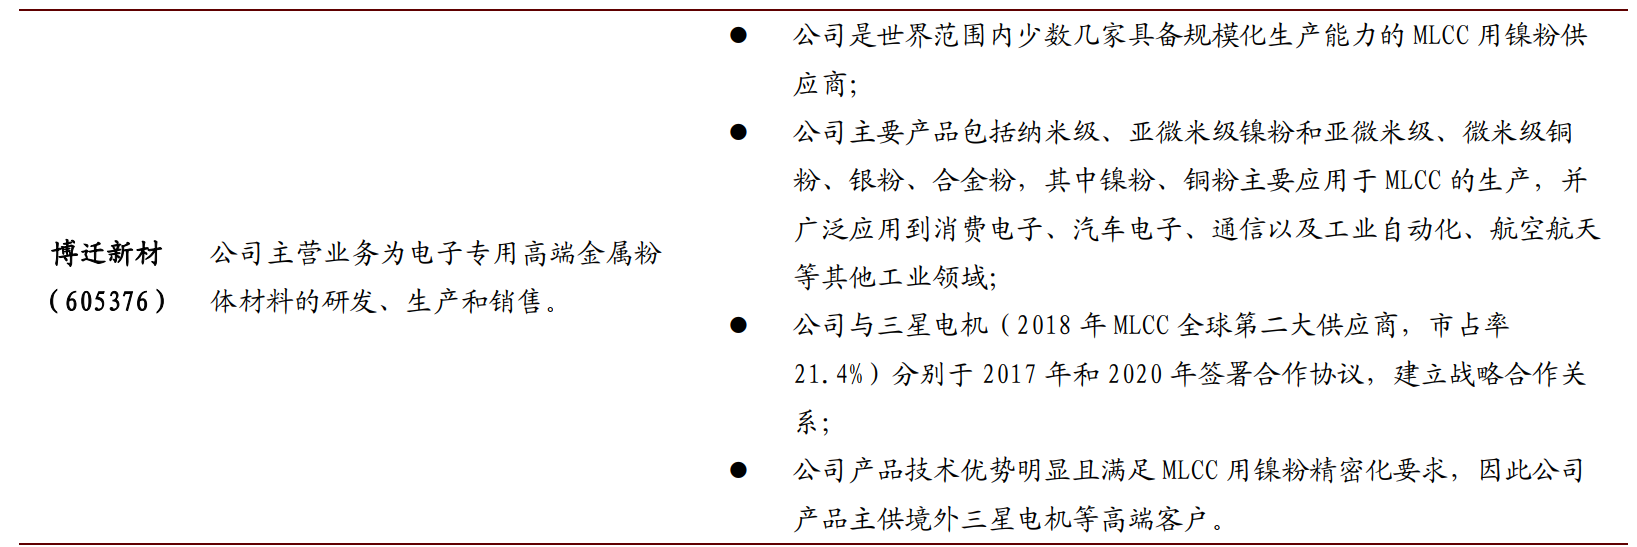 博迁新材
（605376）
公司主营业务为电子专用高端金属粉
体材料的研发、生产和销售。
● 公司是世界范围内少数几家具备规模化生产能力的 MLCC 用镍粉供
应商；
● 公司主要产品包括纳米级、亚微米级镍粉和亚微米级、微米级铜
粉、银粉、合金粉，其中镍粉、铜粉主要应用于 MLCC 的生产，并
广泛应用到消费电子、汽车电子、通信以及工业自动化、航空航天
等其他工业领域；
● 公司与三星电机（2018 年 MLCC 全球第二大供应商，市占率
21.4%）分别于 2017 年和 2020 年签署合作协议，建立战略合作关
系；
● 公司产品技术优势明显且满足 MLCC 用镍粉精密化要求，因此公司
产品主供境外三星电机等高端客户。